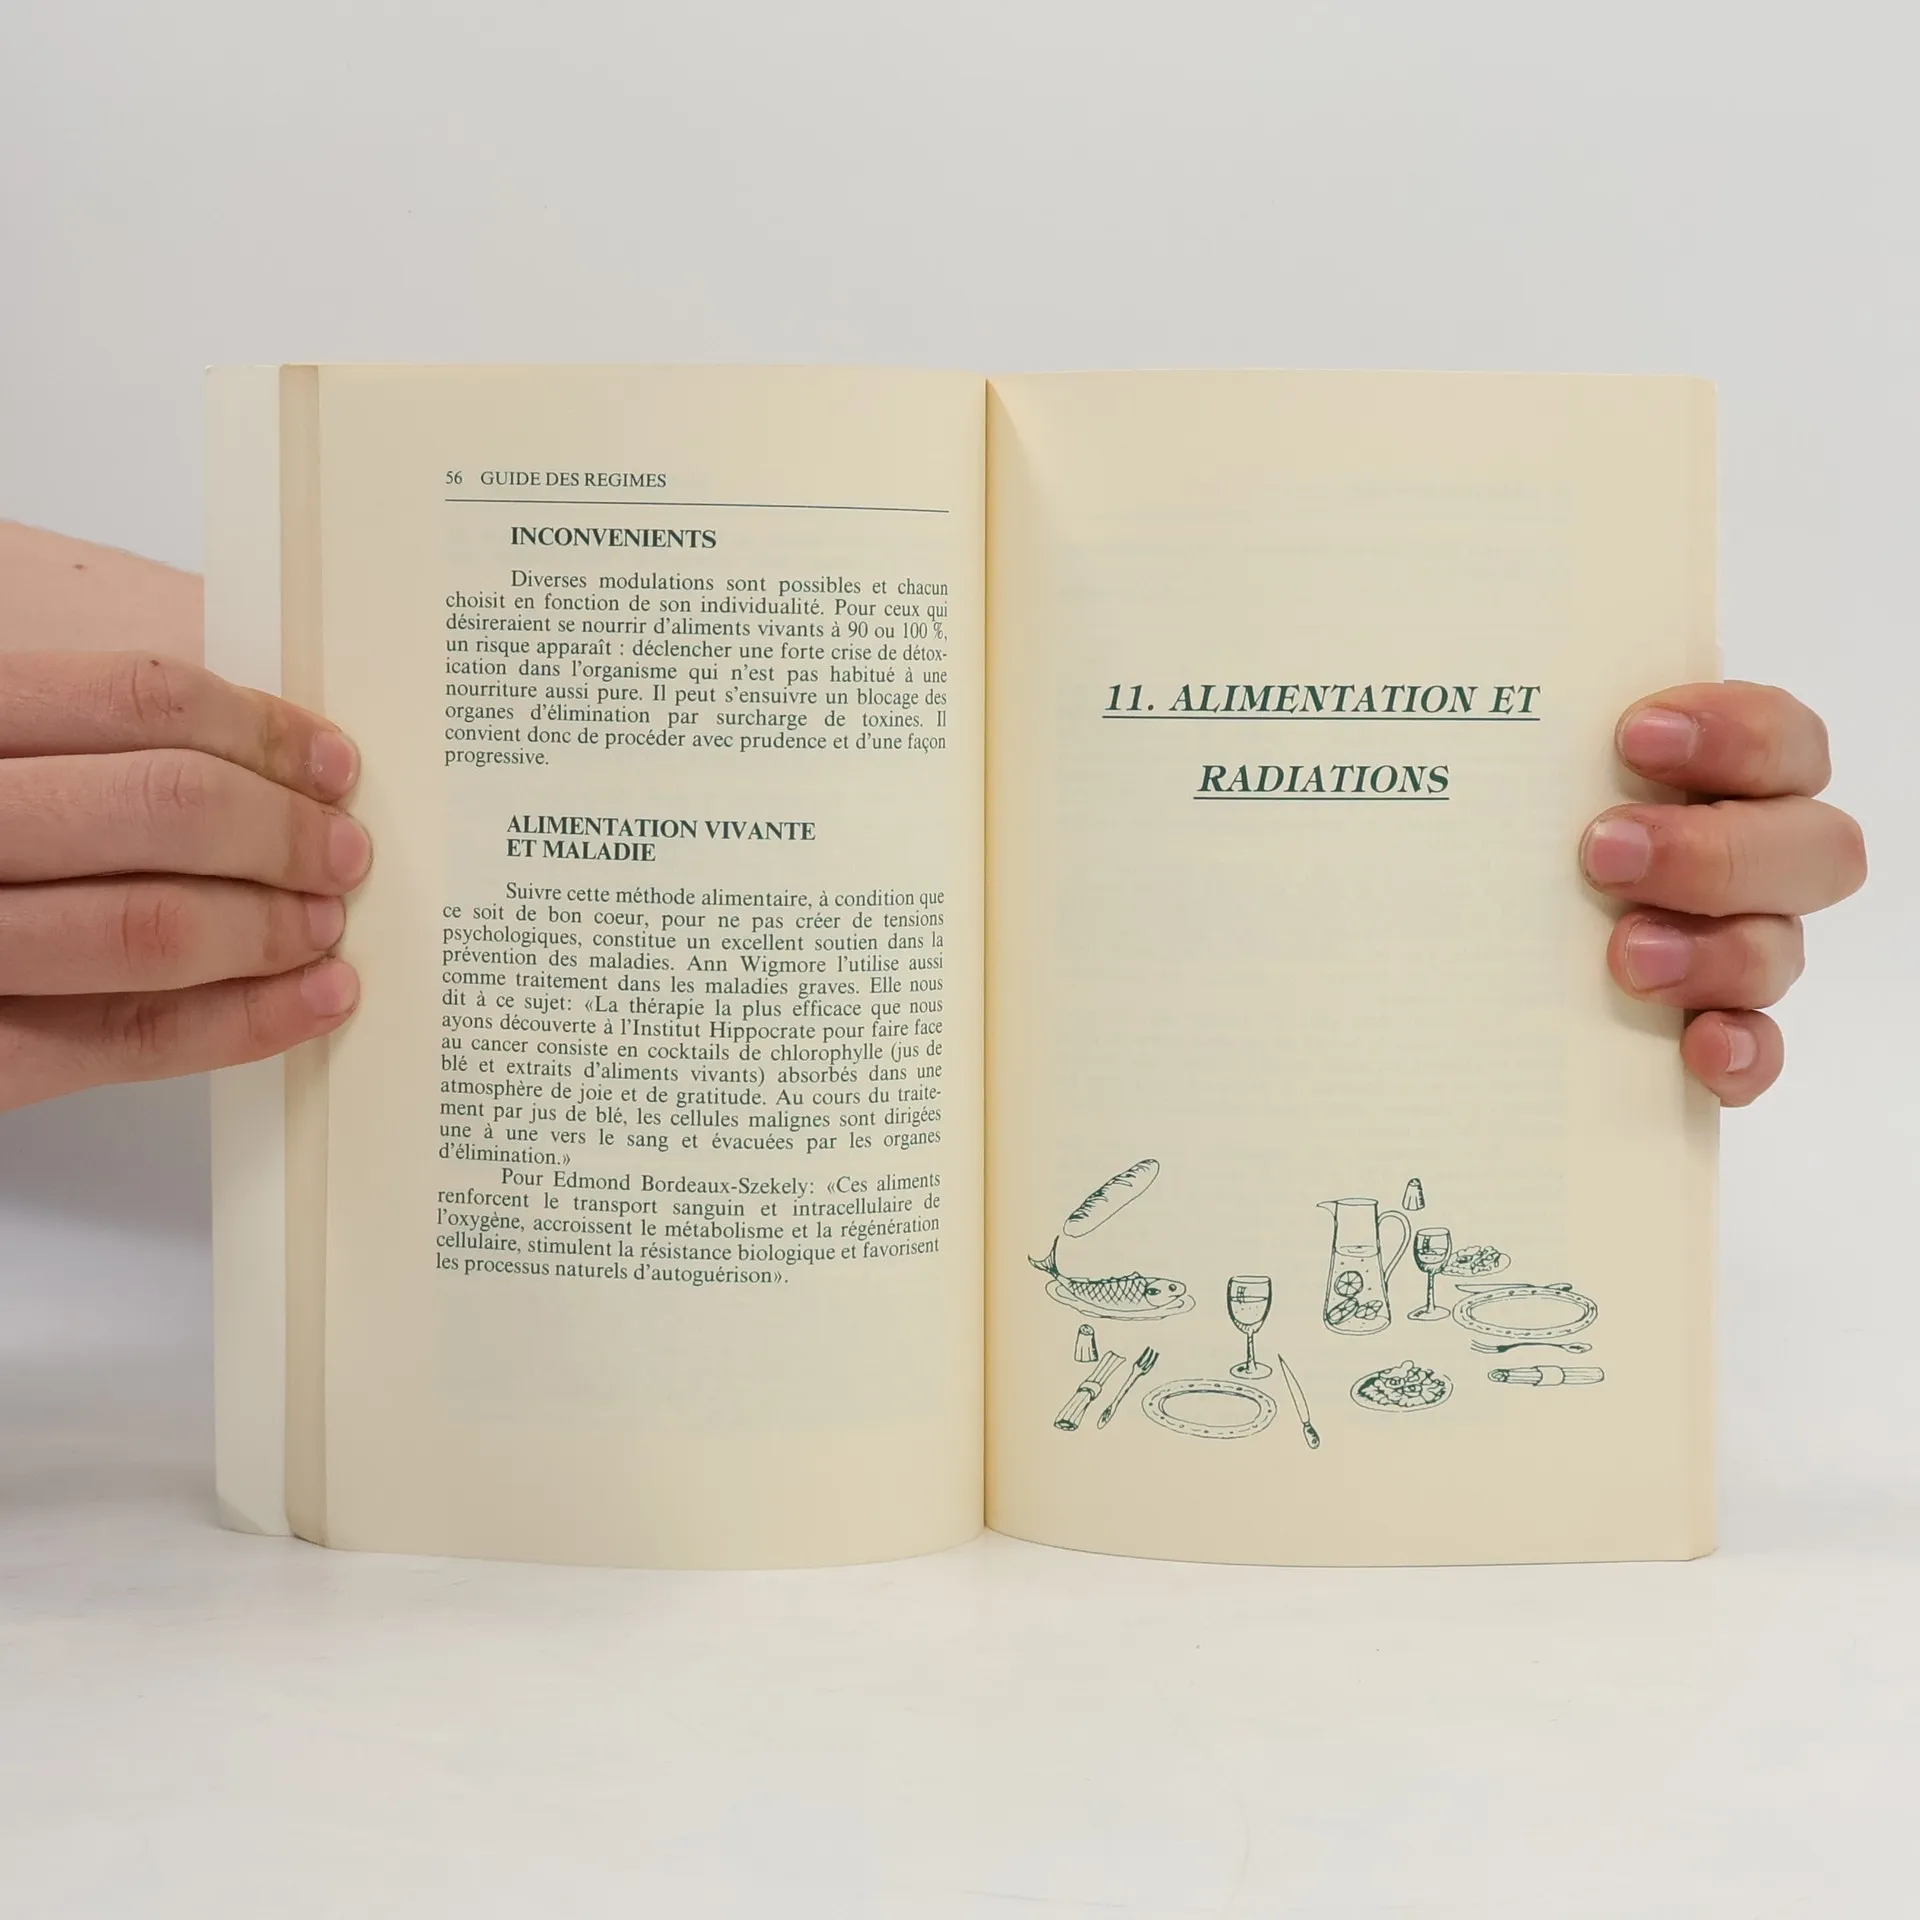 56 GUIDE DES REGIMES
INCONVENIENTS
Diverses modulations sont possibles et chacun
choisit en fonction de son individualité. Pour ceux qui
désireraient se nourrir d'aliments vivants à 90 ou 100 %,
un risque apparaît : déclencher une forte crise de détox-
ication dans l'organisme qui n'est pas habitué à une
nourriture aussi pure. Il peut s'ensuivre un blocage des
organes d'élimination par surcharge de toxines. Il
convient donc de procéder avec prudence et d'une façon
progressive.
ALIMENTATION VIVANTE
ET MALADIE
Suivre cette méthode alimentaire, à condition que
ce soit de bon coeur, pour ne pas créer de tensions
psychologiques, constitue un excellent soutien dans la
prévention des maladies. Ann Wigmore l'utilise aussi
comme traitement dans les maladies graves. Elle nous
dit à ce sujet: «La thérapie la plus efficace que nous
ayons découverte à l'Institut Hippocrate pour faire face
au cancer consiste en cocktails de chlorophylle (jus de
blé et extraits d'aliments vivants) absorbés dans une
atmosphère de joie et de gratitude. Au cours du traite-
ment par jus de blé, les cellules malignes sont dirigées
une à une vers le sang et évacuées par les organes
d'élimination.»
Pour Edmond Bordeaux-Szekely: «Ces aliments
renforcent le transport sanguin et intracellulaire de
l'oxygène, accroissent le métabolisme et la régénération
cellulaire, stimulent la résistance biologique et favorisent
les processus naturels d'autoguérison».
11. ALIMENTATION ET
RADIATIONS